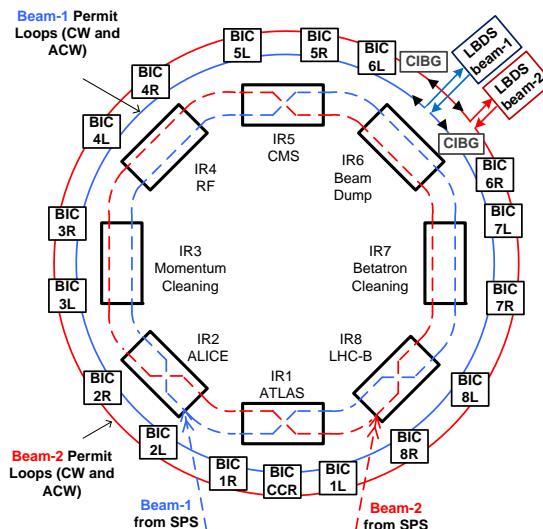 Beam-1 Permit
Loops (CW and
ACW)
BIC
5L
BIC
5R
BIC
6L
CIBG
LBDS
beam-1
LBDS
beam-2
BIC
4R
BIC
4L
IR5
CMS
IR4
RF
IR6
Beam
Dump
CIBG
BIC
6R
BIC
3R
BIC
7L
IR3
Momentum
Cleaning
IR7
Betatron
Cleaning
BIC
3L
BIC
7R
IR2
ALICE
IR8
LHC-B
IR1
ATLAS
BIC
2R
BIC
8L
BIC
2L
BIC
8R
BIC
1R
BIC
CCR
BIC
1L
Beam-2 Permit
Loops (CW and
ACW)
Beam-1
from SPS
Beam-2
from SPS